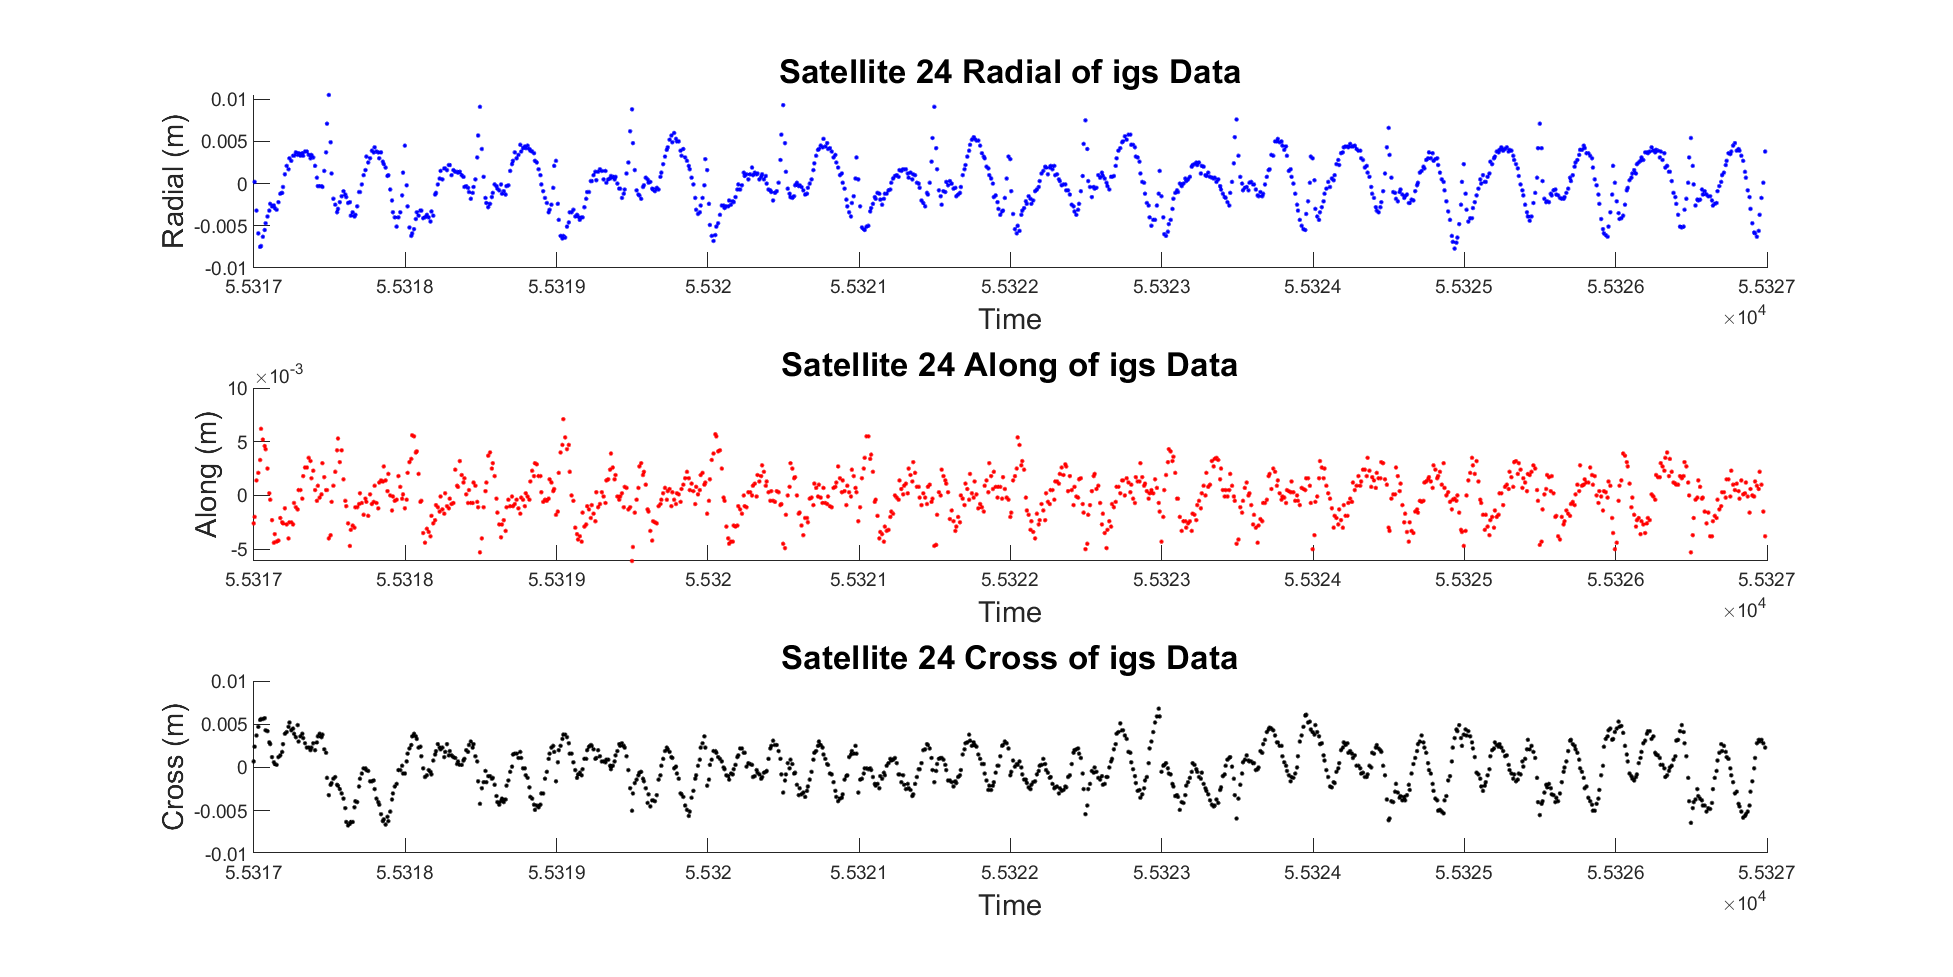 Satellite 24 Radial of igs Data
Radial (m)
0.01
0.005
0
-0.005
-0.01
5.5317 5.5318 5.5319 5.532 5.5321 5.5322 5.5323 5.5324 5.5325 5.5326 5.5327
Time
×10⁴
Satellite 24 Along of igs Data
×10⁻³
Along (m)
10
5
0
-5
5.5317 5.5318 5.5319 5.532 5.5321 5.5322 5.5323 5.5324 5.5325 5.5326 5.5327
Time
×10⁴
Satellite 24 Cross of igs Data
Cross (m)
0.01
0.005
0
-0.005
-0.01
5.5317 5.5318 5.5319 5.532 5.5321 5.5322 5.5323 5.5324 5.5325 5.5326 5.5327
Time
×10⁴